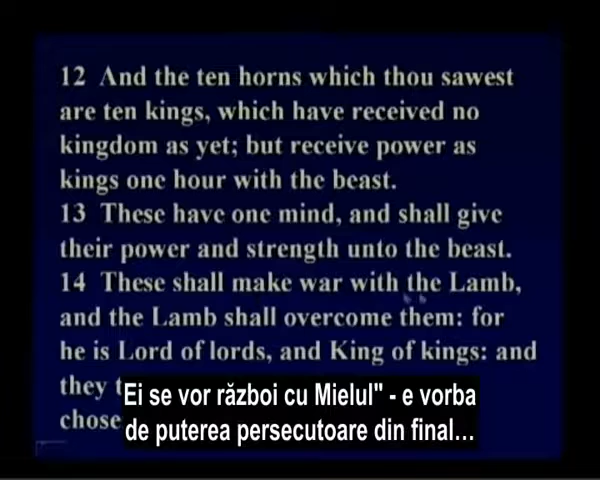 12 And the ten horns which thou sawest
are ten kings, which have received no
kingdom as yet; but receive power as
kings one hour with the beast.
13 These have one mind, and shall give
their power and strength unto the beast.
14 These shall make war with the Lamb,
and the Lamb shall overcome them: for
he is Lord of lords, and King of kings: and
they
chose
Ei se vor război cu Mielul" - e vorba
de puterea persecutoare din final...